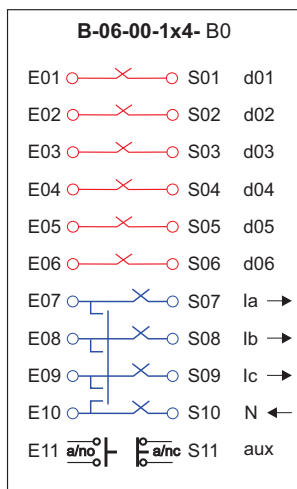 B-06-00-1x4- B0
E01 S01 d01
E02 S02 d02
E03 S03 d03
E04 S04 d04
E05 S05 d05
E06 S06 d06
E07 S07 Ia →
E08 S08 Ib →
E09 S09 Ic →
E10 S10 N ←
E11 a/no a/nc S11 aux